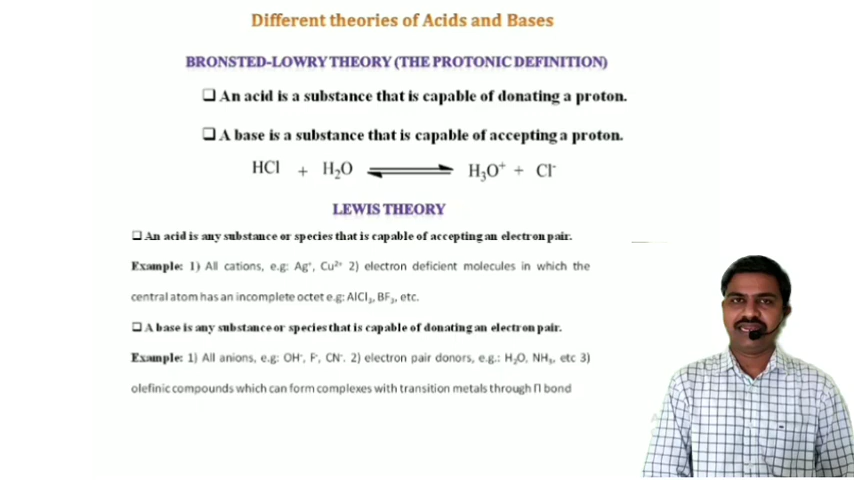 Different theories of Acids and Bases
BRONSTED-LOWRY THEORY (THE PROTONIC DEFINITION)
❑ An acid is a substance that is capable of donating a proton.
❑ A base is a substance that is capable of accepting a proton.
HCl + H₂O ⇌ H₃O⁺ + Cl⁻
LEWIS THEORY
❑ An acid is any substance or species that is capable of accepting an electron pair.
Example: 1) All cations, e.g: Ag⁺, Cu²⁺ 2) electron deficient molecules in which the
central atom has an incomplete octet e.g: AlCl₃, BF₃, etc.
❑ A base is any substance or species that is capable of donating an electron pair.
Example: 1) All anions, e.g: OH⁻, F⁻, CN⁻. 2) electron pair donors, e.g.: H₂O, NH₃, etc 3)
olefinic compounds which can form complexes with transition metals through Π bond